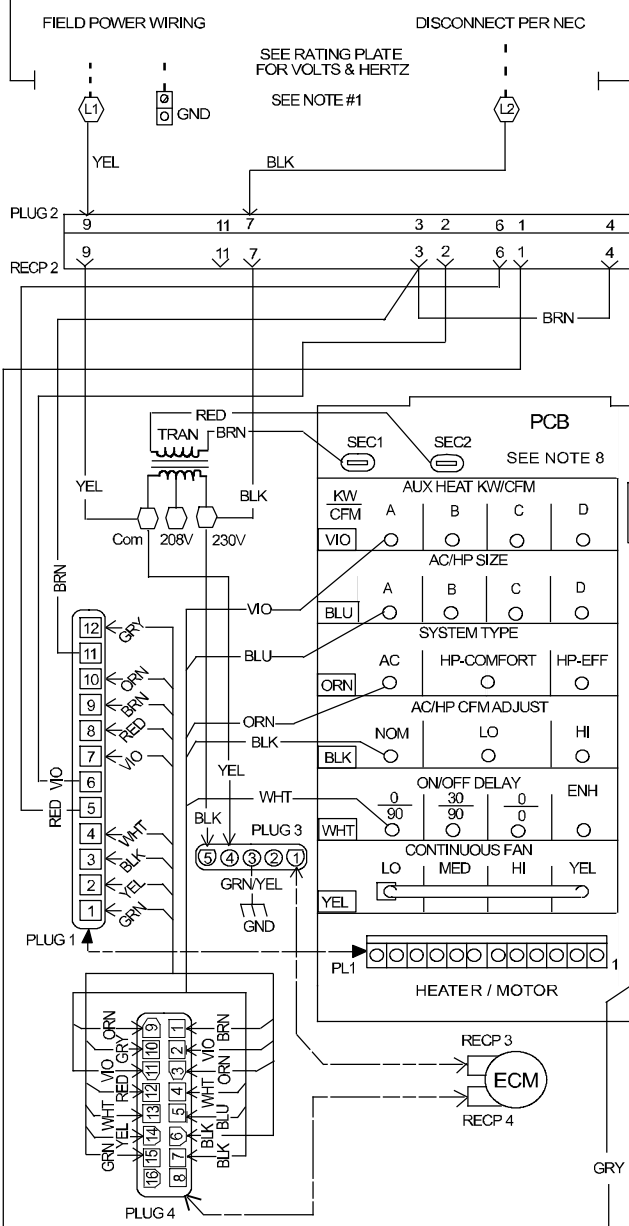 FIELD POWER WIRING
DISCONNECT PER NEC
SEE RATING PLATE
FOR VOLTS & HERTZ
SEE NOTE #1
L1
GND
L2
YEL
BLK
PLUG 2
9 11 7 3 2 6 1 4
RECP 2
9 11 7 3 2 6 1 4
BRN
RED
TRAN
BRN
YEL
BLK
Com 208V 230V
PCB
SEC1
SEC2
SEE NOTE 8
AUX HEAT KW/CFM
KW
CFM
A B C D
VIO
AC/HP SIZE
A B C D
BLU
SYSTEM TYPE
AC HP-COMFORT HP-EFF
ORN
AC/HP CFM ADJUST
NOM LO HI
BLK
ON/OFF DELAY
0 30 0 ENH
90 90 0
WHT
CONTINUOUS FAN
LO MED HI YEL
YEL
PL1
1
HEATER / MOTOR
BRN
VIO
BLU
ORN
BLK
WHT
YEL
BLK
VIO
RED
12 GRY
11
10 ORN
9 BRN
8 RED
7 VIO
6
5
4 WHT
3 BLK
2 YEL
1 GRN
PLUG 1
PLUG 3
5 4 3 2 1
GRN/YEL
GND
ORN 9 1 BRN
GRY 10 2 VIO
VIO 11 3 ORN
RED 12 4 WHT
WHT 13 5 BLU
YEL 14 6 BLK
GRN 15 7 BLK
16 8
PLUG 4
RECP 3
ECM
RECP 4
GRY